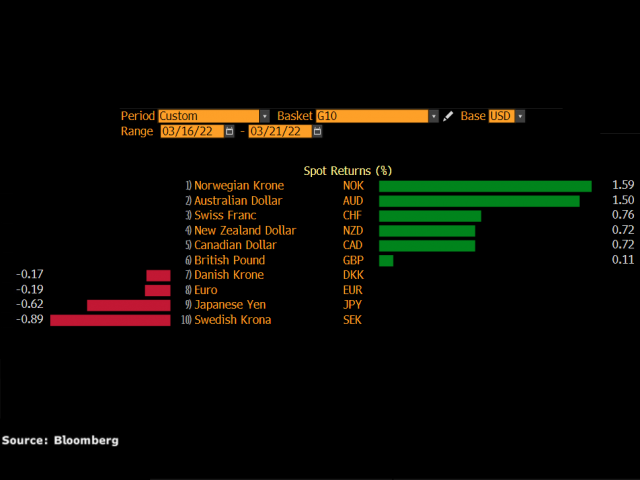 Period Custom Basket G10 Base USD
Range 03/16/22 - 03/21/22
Spot Returns (%)
1) Norwegian Krone NOK 1.59
2) Australian Dollar AUD 1.50
3) Swiss Franc CHF 0.76
4) New Zealand Dollar NZD 0.72
5) Canadian Dollar CAD 0.72
6) British Pound GBP 0.11
-0.17 7) Danish Krone DKK
-0.19 8) Euro EUR
-0.62 9) Japanese Yen JPY
-0.89 10) Swedish Krona SEK
Source: Bloomberg